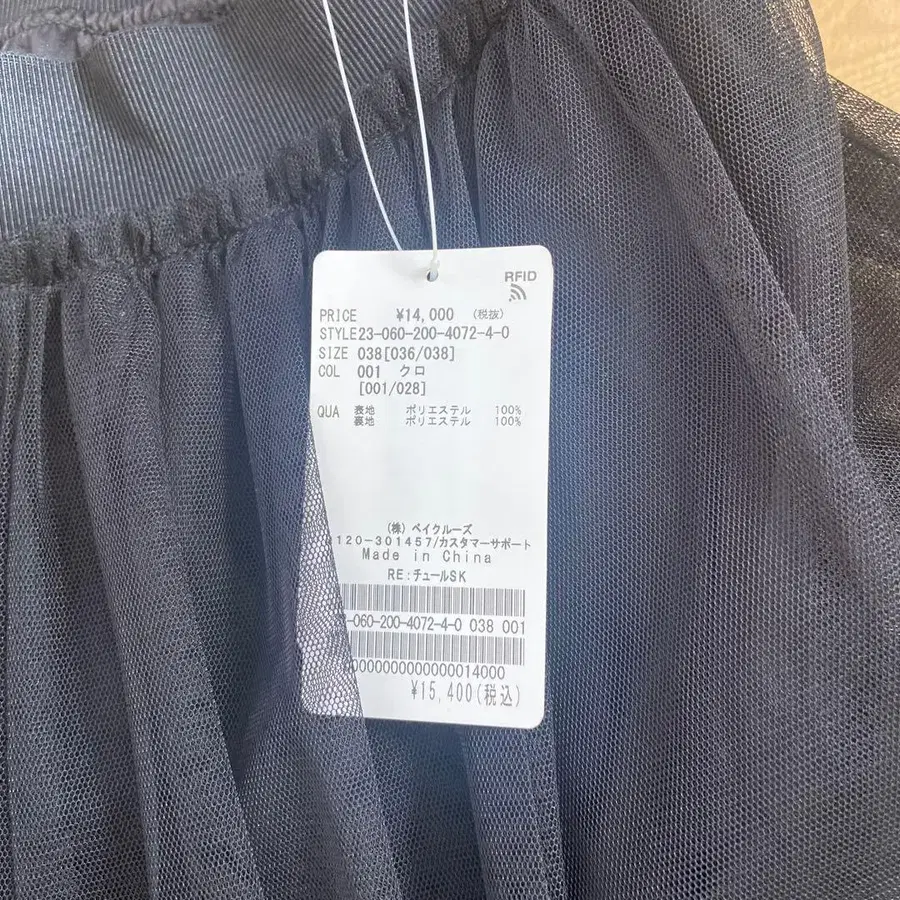 RFID
PRICE ¥14,000 (税抜)
STYLE23-060-200-4072-4-0
SIZE 038[036/038]
COL 001 クロ
[001/028]
QUA 表地 ポリエステル 100%
裏地 ポリエステル 100%
(株) ベイクルーズ
0120-301457/カスタマーサポート
Made in China
RE:チュールSK
-060-200-4072-4-0 038 001
0000000000000014000
¥15,400(税込)